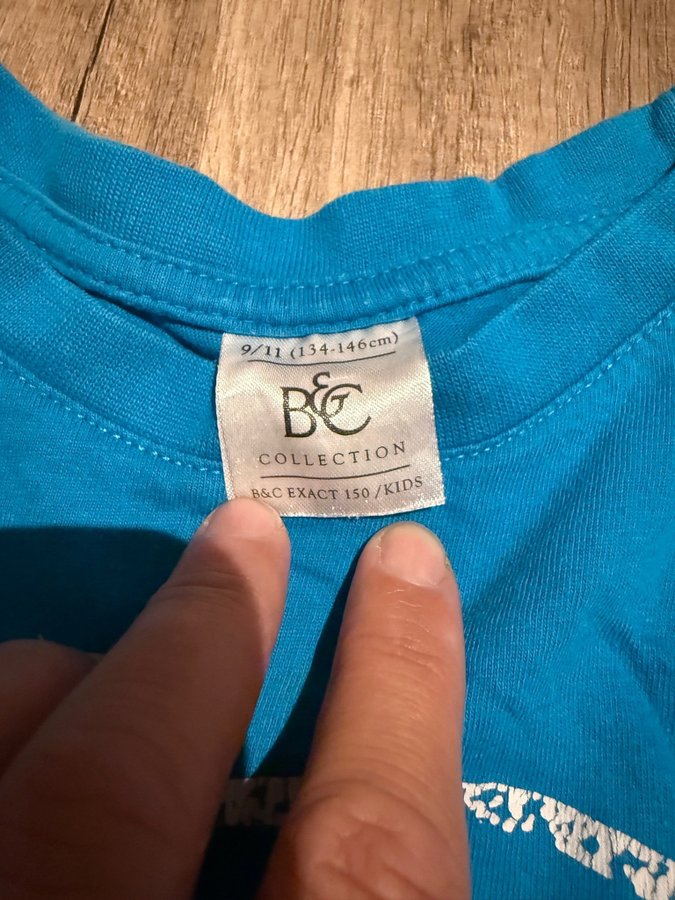 9/11 (134-146cm)
B&C
COLLECTION
B&C EXACT 150 /KIDS